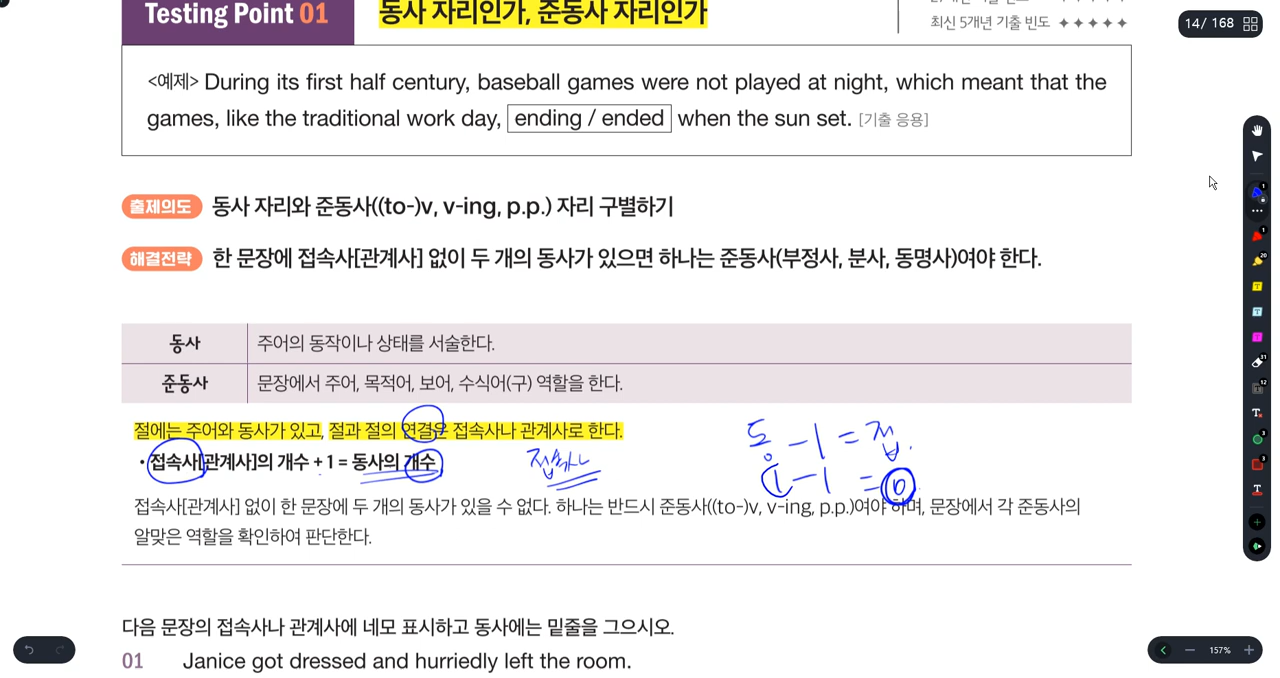 Testing Point 01
동사 자리인가, 준동사 자리인가
최신 5개년 기출 빈도 ✦✦✦✦✦
14/ 168
<예제> During its first half century, baseball games were not played at night, which meant that the
games, like the traditional work day, ending / ended when the sun set. [기출 응용]
출제의도 동사 자리와 준동사((to-)v, v-ing, p.p.) 자리 구별하기
해결전략 한 문장에 접속사[관계사] 없이 두 개의 동사가 있으면 하나는 준동사(부정사, 분사, 동명사)여야 한다.
동사 주어의 동작이나 상태를 서술한다.
준동사 문장에서 주어, 목적어, 보어, 수식어(구) 역할을 한다.
절에는 주어와 동사가 있고, 절과 절의 연결은 접속사나 관계사로 한다.
동 -1 = 접
• 접속사[관계사]의 개수 + 1 = 동사의 개수
접속사
1 -1 = 0
접속사[관계사] 없이 한 문장에 두 개의 동사가 있을 수 없다. 하나는 반드시 준동사((to-)v, v-ing, p.p.)여야 하며, 문장에서 각 준동사의
알맞은 역할을 확인하여 판단한다.
다음 문장의 접속사나 관계사에 네모 표시하고 동사에는 밑줄을 그으시오.
01 Janice got dressed and hurriedly left the room.
157%